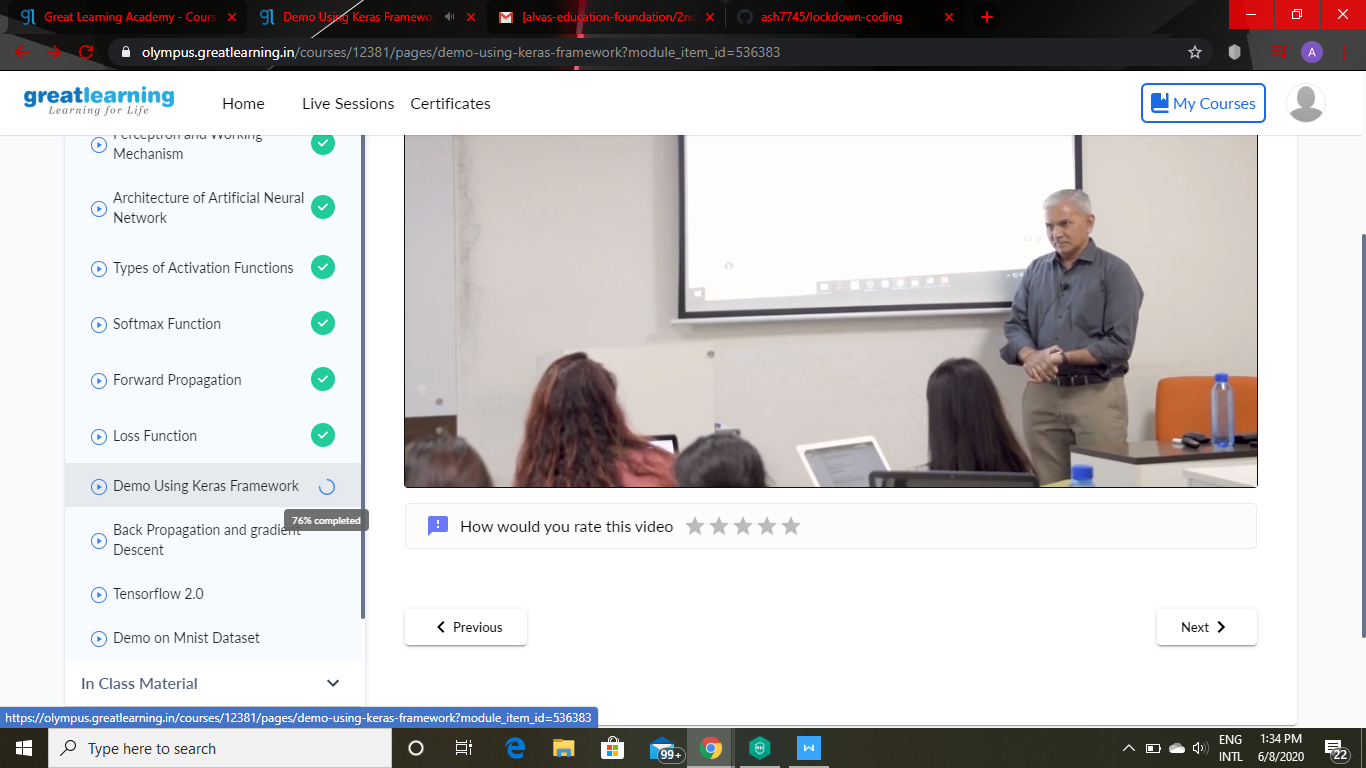 Great Learning Academy - Cours
Demo Using Keras Framewor
[alvas-education-foundation/2nd
ash7745/lockdown-coding
olympus.greatlearning.in/courses/12381/pages/demo-using-keras-framework?module_item_id=536383
A
greatlearning
Learning for Life
Home
Live Sessions
Certificates
My Courses
Perceptron and Working
Mechanism
Architecture of Artificial Neural
Network
Types of Activation Functions
Softmax Function
Forward Propagation
Loss Function
Demo Using Keras Framework
76% completed
Back Propagation and gradient
Descent
Tensorflow 2.0
Demo on Mnist Dataset
In Class Material
How would you rate this video
Previous
Next
https://olympus.greatlearning.in/courses/12381/pages/demo-using-keras-framework?module_item_id=536383
Type here to search
99+
W
ENG
INTL
1:34 PM
6/8/2020
22